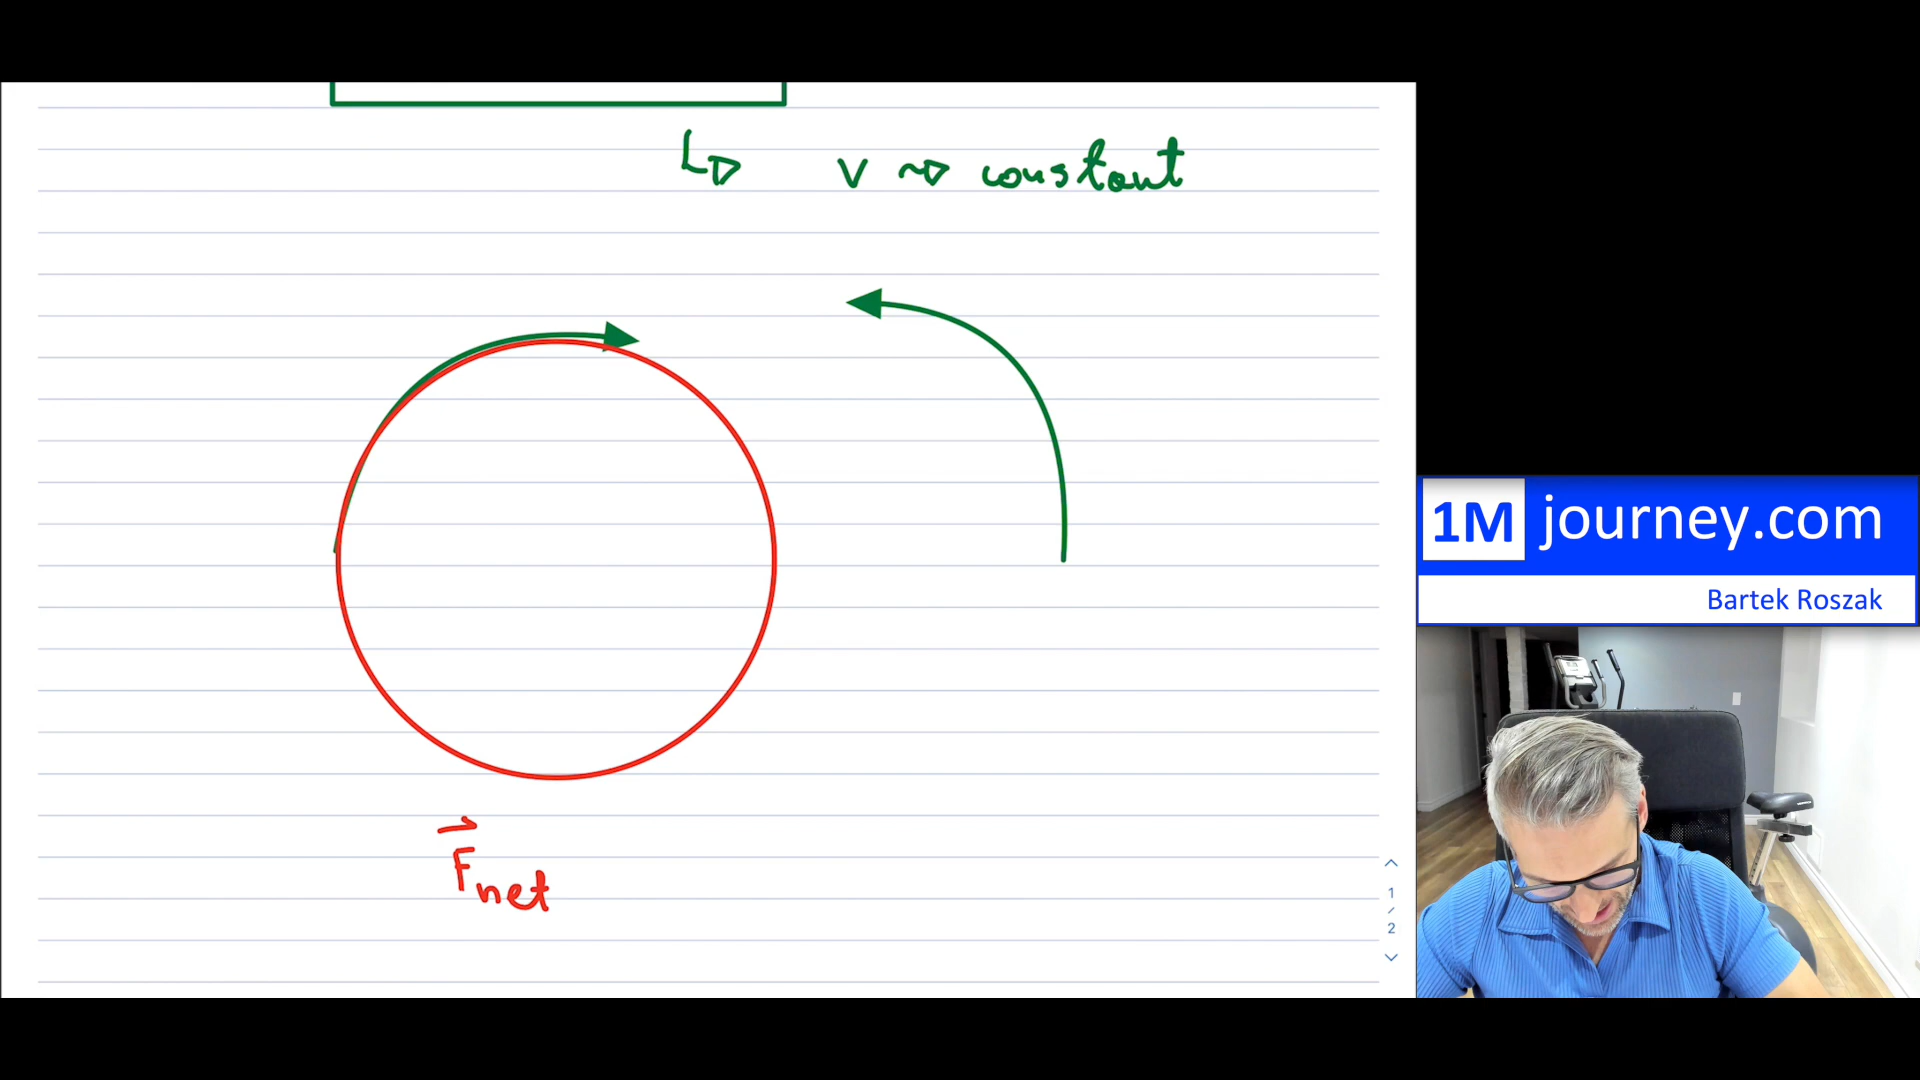 v → constant
1M journey.com
Bartek Roszak
F⃗net
1
/
2